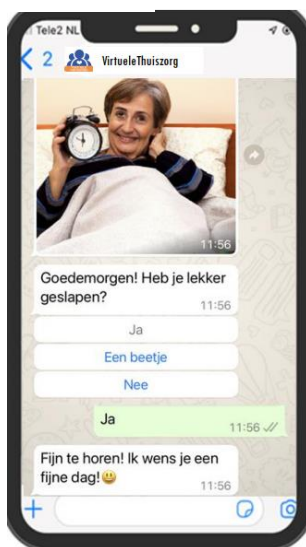 Tele2 NL
2 VirtueleThuiszorg
11:56
Goedemorgen! Heb je lekker
geslapen?
11:56
Ja
Een beetje
Nee
Ja
11:56
Fijn te horen! Ik wens je een
fijne dag!😃
11:56